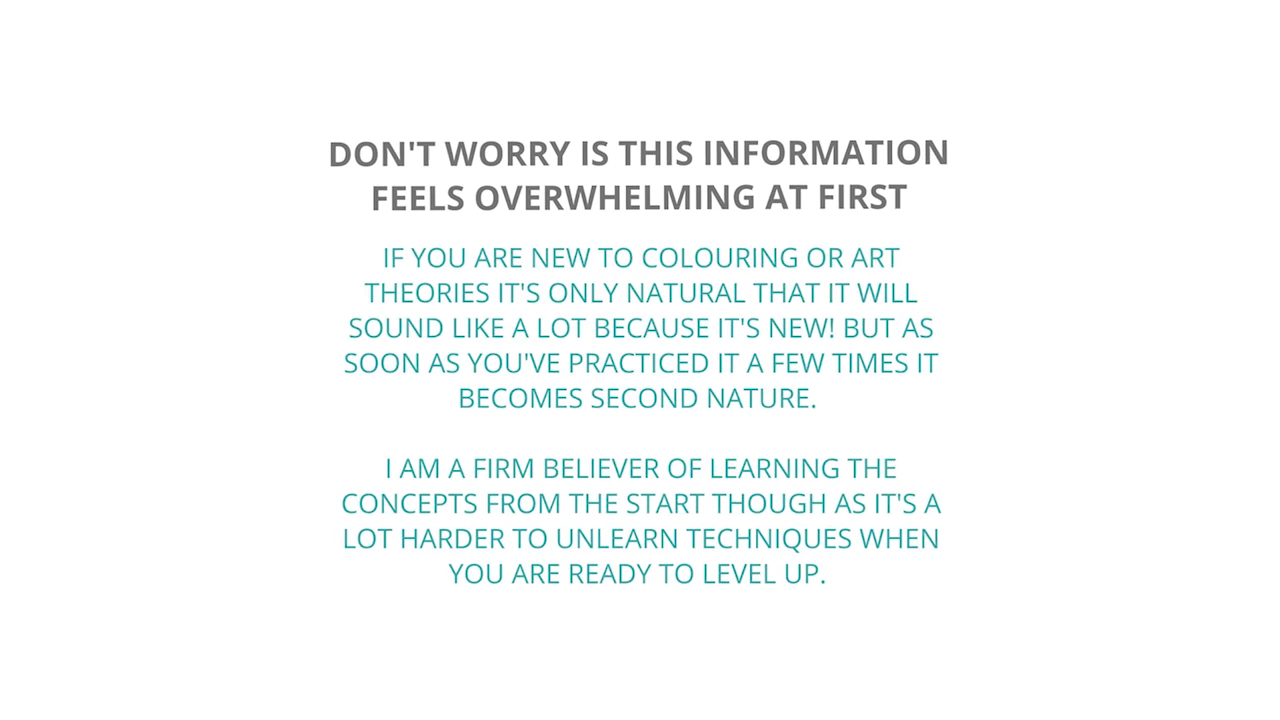 DON'T WORRY IS THIS INFORMATION
FEELS OVERWHELMING AT FIRST
IF YOU ARE NEW TO COLOURING OR ART
THEORIES IT'S ONLY NATURAL THAT IT WILL
SOUND LIKE A LOT BECAUSE IT'S NEW! BUT AS
SOON AS YOU'VE PRACTICED IT A FEW TIMES IT
BECOMES SECOND NATURE.
I AM A FIRM BELIEVER OF LEARNING THE
CONCEPTS FROM THE START THOUGH AS IT'S A
LOT HARDER TO UNLEARN TECHNIQUES WHEN
YOU ARE READY TO LEVEL UP.